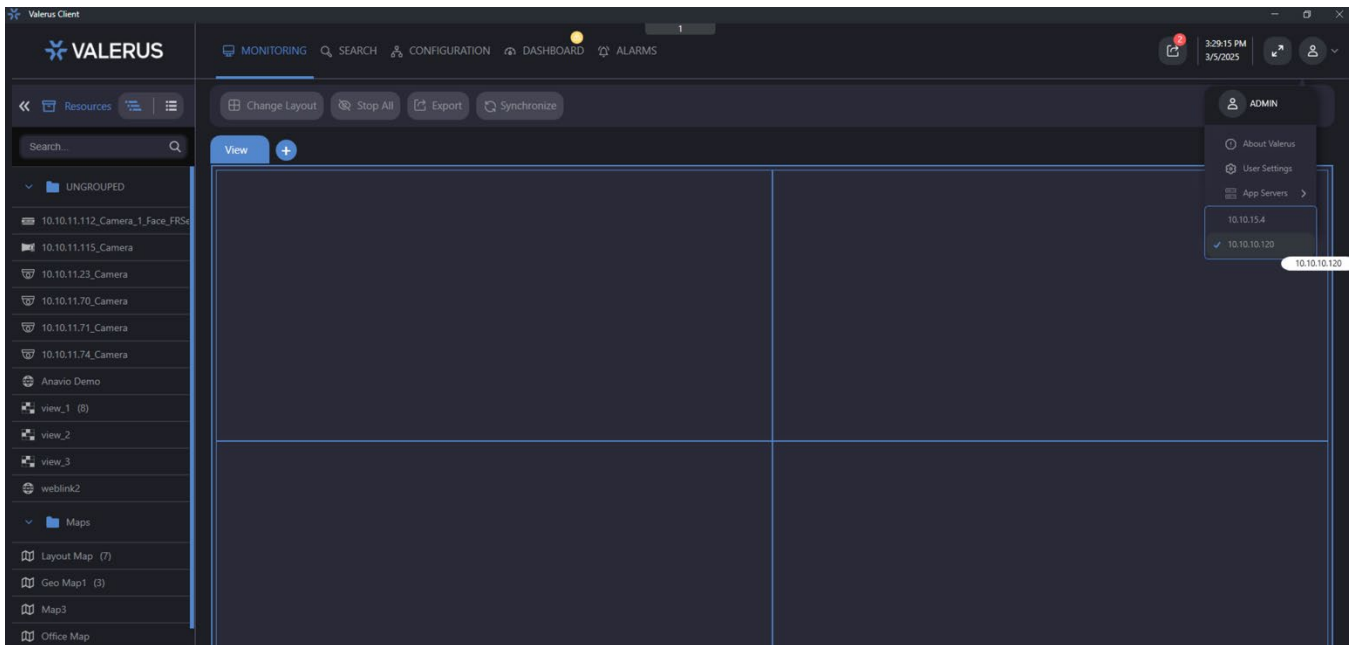 Valerus Client
VALERUS
MONITORING SEARCH CONFIGURATION DASHBOARD ALARMS
1
2
3:29:15 PM
3/5/2025
Resources
Change Layout Stop All Export Synchronize
ADMIN
Search...
View
About Valerus
User Settings
App Servers
10.10.15.4
10.10.10.120
10.10.10.120
UNGROUPED
10.10.11.112_Camera_1_Face_FRSe
10.10.11.115_Camera
10.10.11.23_Camera
10.10.11.70_Camera
10.10.11.71_Camera
10.10.11.74_Camera
Anavio Demo
view_1 (8)
view_2
view_3
weblink2
Maps
Layout Map (7)
Geo Map1 (3)
Map3
Office Map